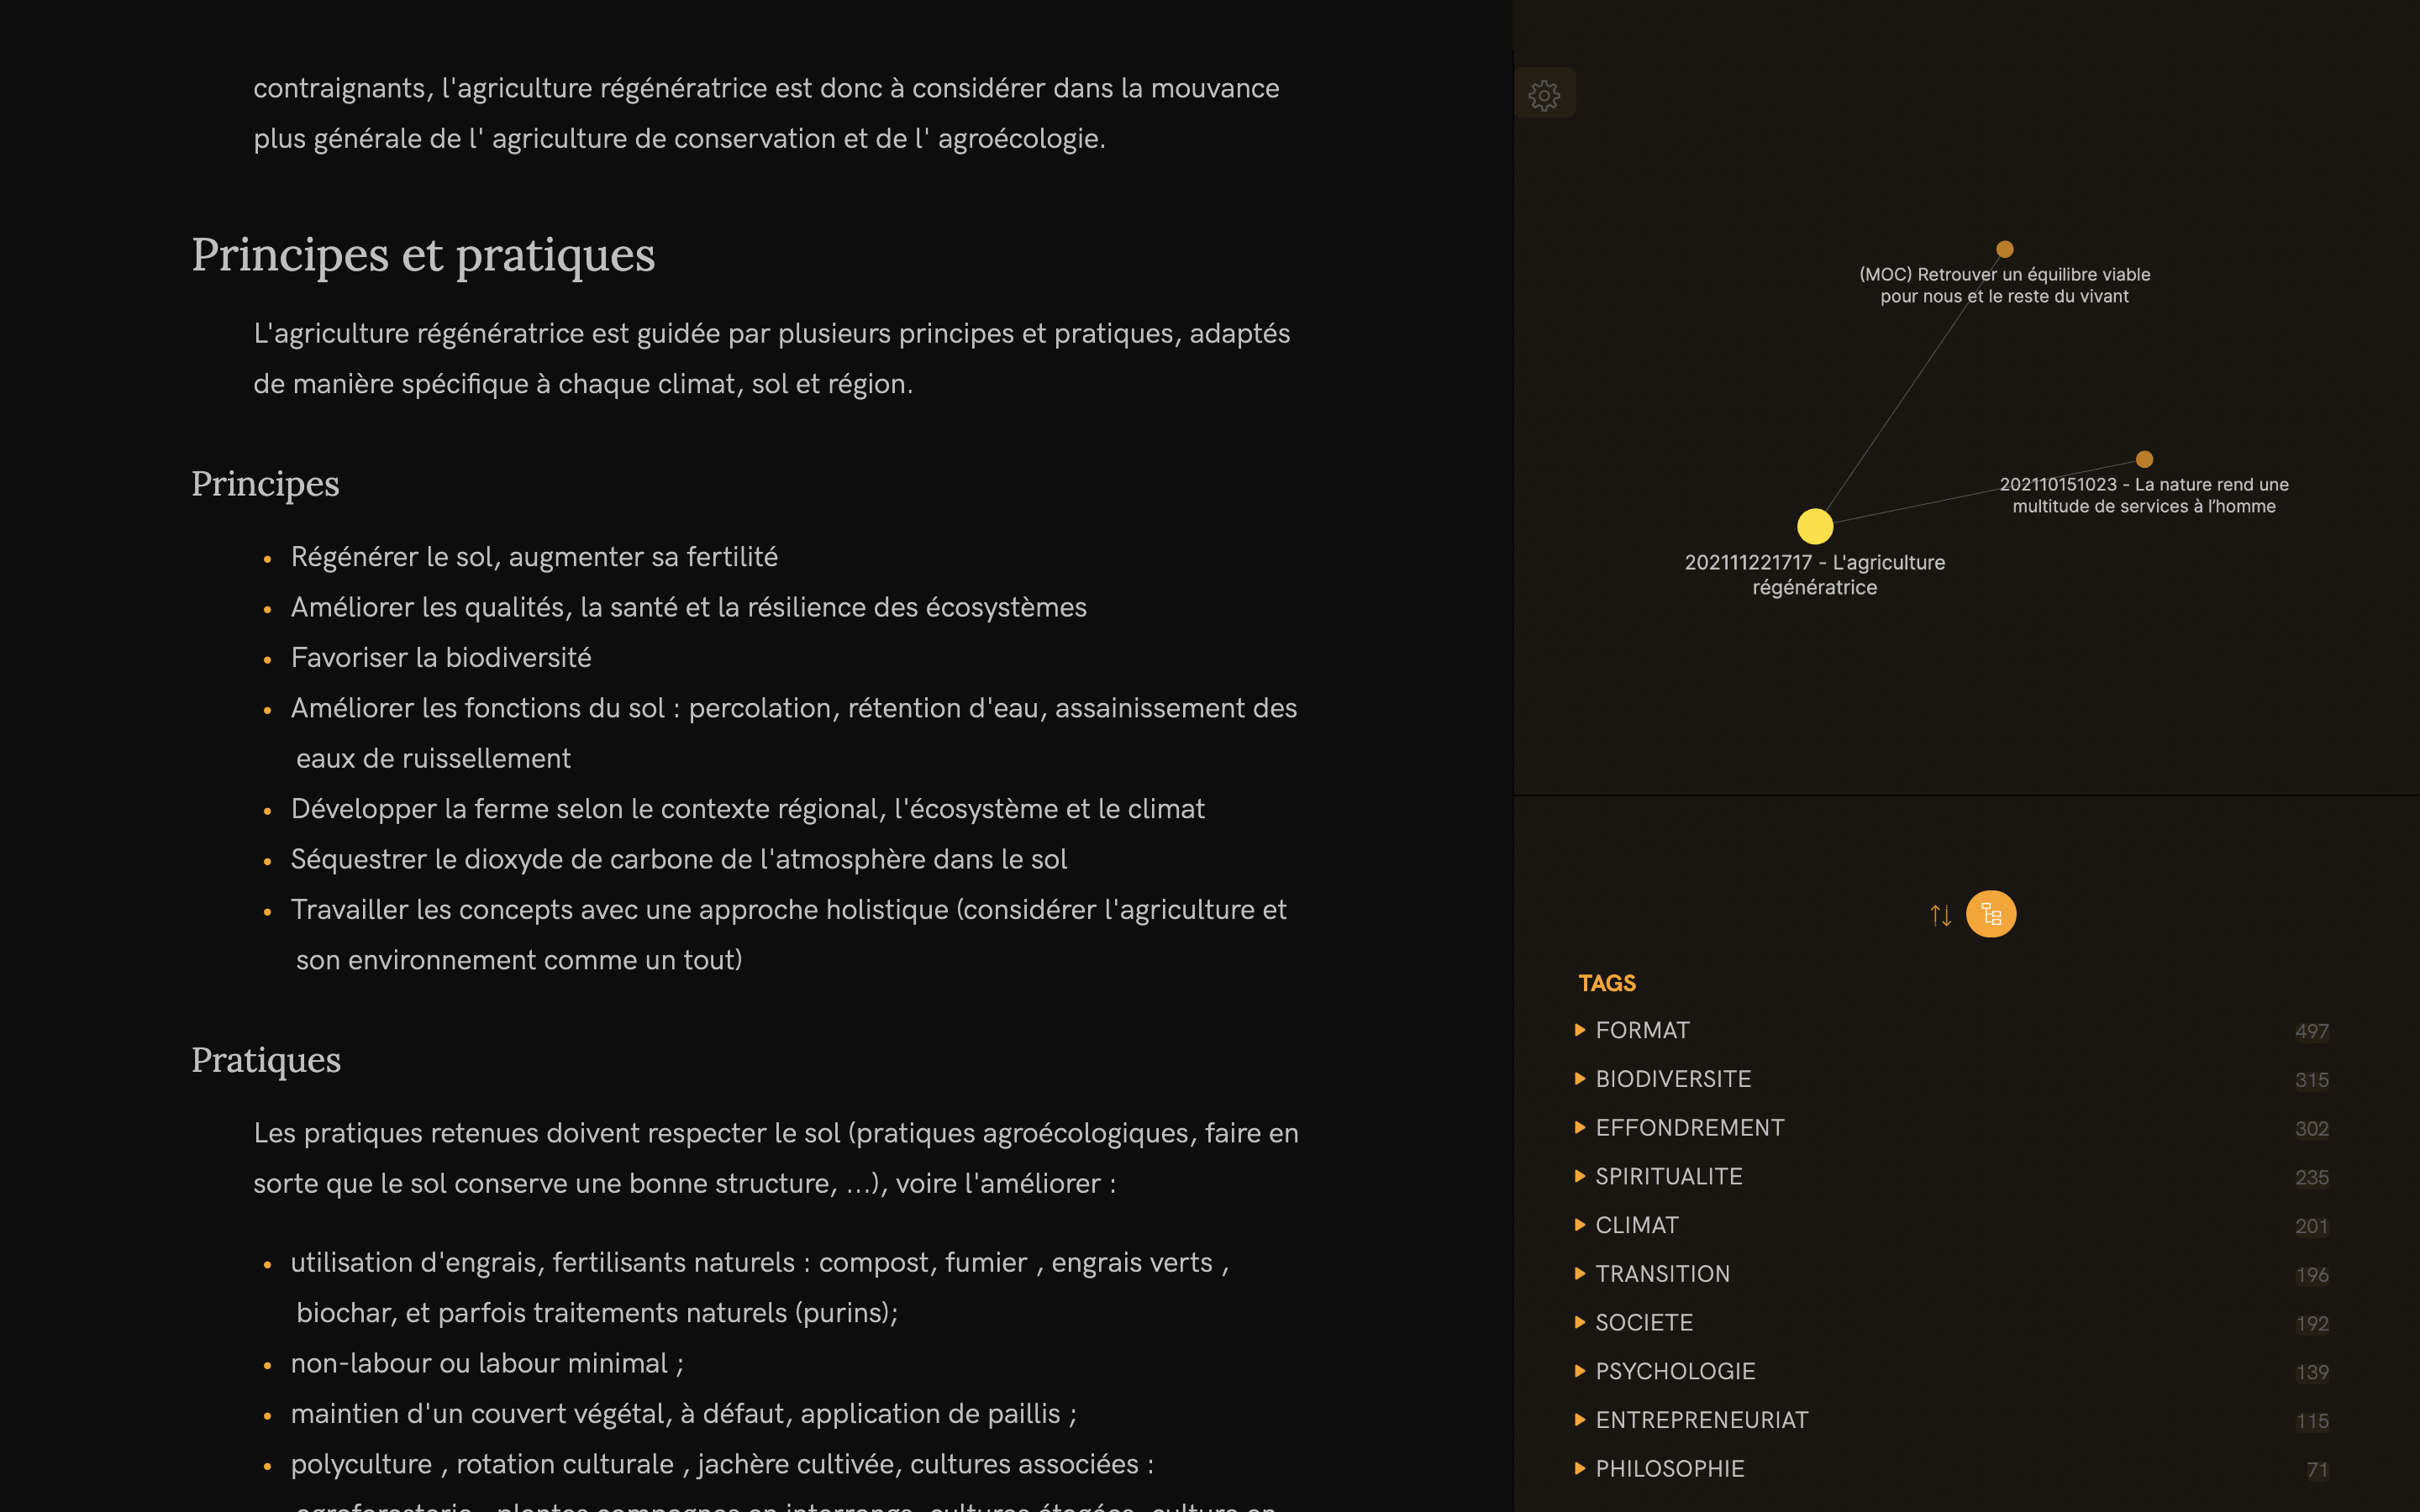 contraignants, l'agriculture régénératrice est donc à considérer dans la mouvance
plus générale de l' agriculture de conservation et de l' agroécologie.
Principes et pratiques
L'agriculture régénératrice est guidée par plusieurs principes et pratiques, adaptés
de manière spécifique à chaque climat, sol et région.
Principes
• Régénérer le sol, augmenter sa fertilité
• Améliorer les qualités, la santé et la résilience des écosystèmes
• Favoriser la biodiversité
• Améliorer les fonctions du sol : percolation, rétention d'eau, assainissement des
eaux de ruissellement
• Développer la ferme selon le contexte régional, l'écosystème et le climat
• Séquestrer le dioxyde de carbone de l'atmosphère dans le sol
• Travailler les concepts avec une approche holistique (considérer l'agriculture et
son environnement comme un tout)
Pratiques
Les pratiques retenues doivent respecter le sol (pratiques agroécologiques, faire en
sorte que le sol conserve une bonne structure, ...), voire l'améliorer :
• utilisation d'engrais, fertilisants naturels : compost, fumier , engrais verts ,
biochar, et parfois traitements naturels (purins);
• non-labour ou labour minimal ;
• maintien d'un couvert végétal, à défaut, application de paillis ;
• polyculture , rotation culturale , jachère cultivée, cultures associées :
(MOC) Retrouver un équilibre viable
pour nous et le reste du vivant
202110151023 - La nature rend une
multitude de services à l’homme
202111221717 - L'agriculture
régénératrice
TAGS
FORMAT 497
BIODIVERSITE 315
EFFONDREMENT 302
SPIRITUALITE 235
CLIMAT 201
TRANSITION 196
SOCIETE 192
PSYCHOLOGIE 139
ENTREPRENEURIAT 115
PHILOSOPHIE 71